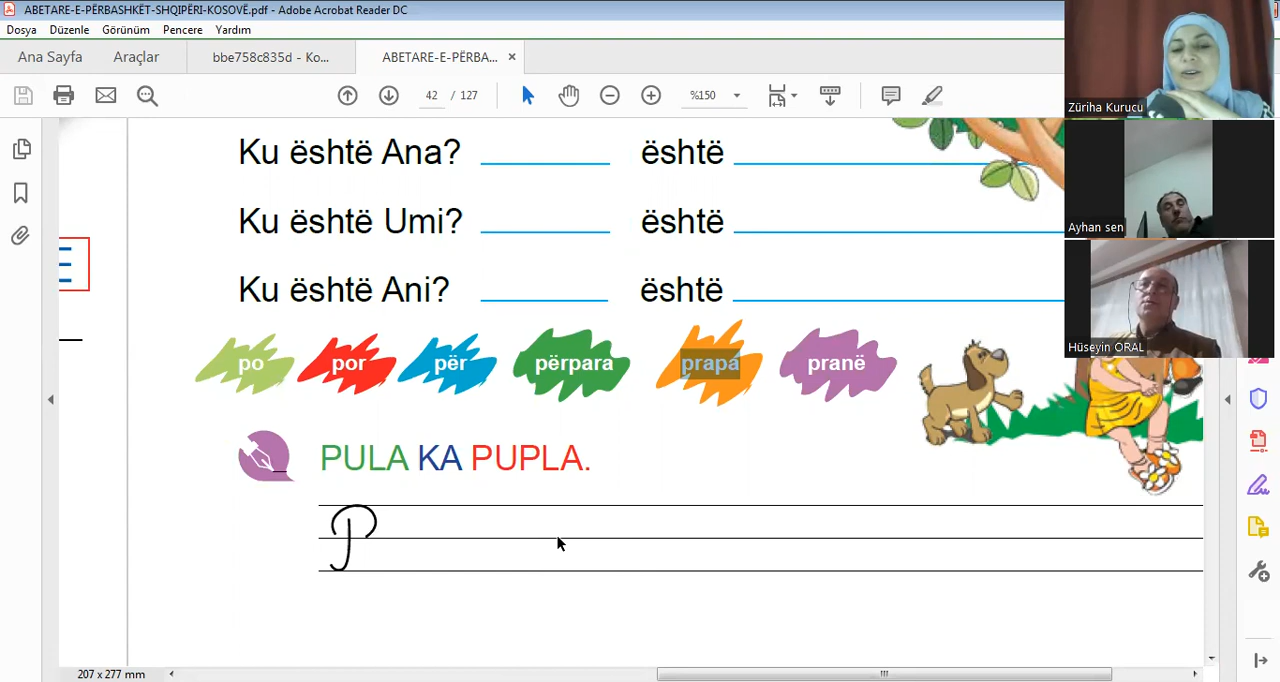 ABETARE-E-PËRBASHKËT-SHQIPËRI-KOSOVË.pdf - Adobe Acrobat Reader DC
Dosya Düzenle Görünüm Pencere Yardım
Ana Sayfa Araçlar bbe758c835d - Ko... ABETARE-E-PËRBA... ×
42 / 127 %150
Züriha Kurucu
Ayhan sen
Hüseyin ORAL
Ku është Ana? është
Ku është Umi? është
Ku është Ani? është
E
po por për përpara prapa pranë
PULA KA PUPLA.
P
207 x 277 mm